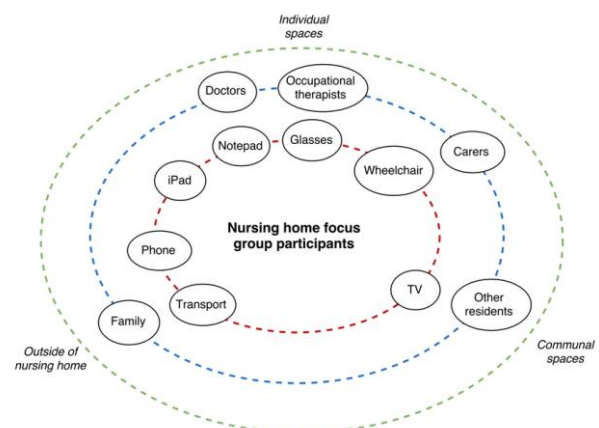 Individual
spaces
Doctors
Occupational
therapists
Notpad
Glasses
Carers
Wheelchair
iPad
Nursing home focus
group participants
Phone
TV
Transport
Other
residents
Family
Outside of
nursing home
Communal
spaces